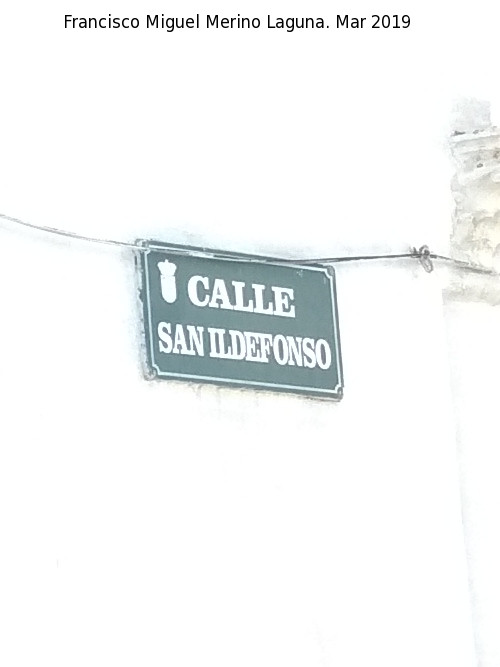 Francisco Miguel Merino Laguna. Mar 2019
CALLE
SAN ILDEFONSO